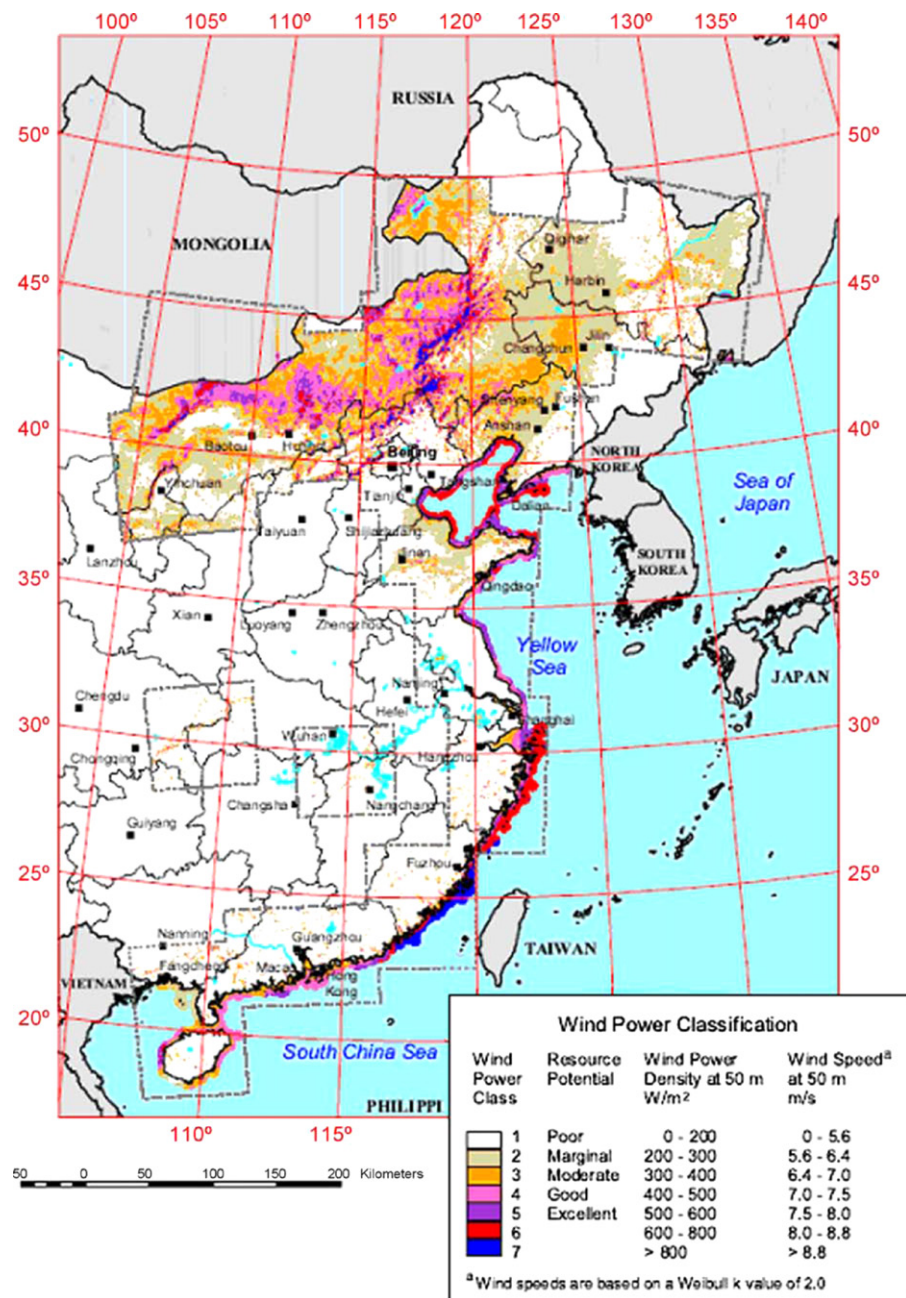 100º 105º 110º 115º 120º 125º 130º 135º 140º
RUSSIA
50º 50º
MONGOLIA
Qiqhar
45º 45º
Harbin
Changchun Jilin
Shenyang Fushan
40º 40º
Anshan
Baotou
Beijing
NORTH
KOREA
Yinchuan
Tangshan
Sea of
Japan
Tianjin
Dalian
Taiyuan Shijiazhuang
Lanzhou
Jinan
SOUTH
KOREA
35º Qingdao 35º
Xian Luoyang Zhengzhou
Yellow
Sea
JAPAN
Chengdu
Nanjing
Hefei
Shanghai
30º Wuhan 30º
Chongqing
Hangzhou
Changsha Nangchang
Guiyang
25º Fuzhou 25º
Nanning
Guangzhou
TAIWAN
VIETNAM
Fangcheng
Macao
Hong
Kong
20º
South China Sea
PHILIPPI
110º 115º
50 0 50 100 150 200 Kilometers
Wind Power Classification
Wind Power Class
Resource Potential
Wind Power Density at 50 m W/m²
Wind Speedª at 50 m m/s
1 Poor 0 - 200 0 - 5.6
2 Marginal 200 - 300 5.6 - 6.4
3 Moderate 300 - 400 6.4 - 7.0
4 Good 400 - 500 7.0 - 7.5
5 Excellent 500 - 600 7.5 - 8.0
6 600 - 800 8.0 - 8.8
7 > 800 > 8.8
ª Wind speeds are based on a Weibull k value of 2.0